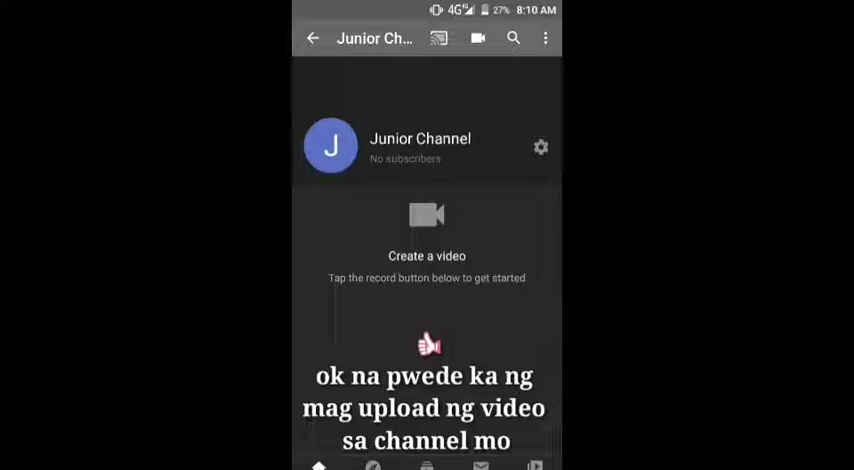 4G 27% 8:10 AM
Junior Ch...
J
Junior Channel
No subscribers
Create a video
Tap the record button below to get started
ok na pwede ka ng
mag upload ng video
sa channel mo